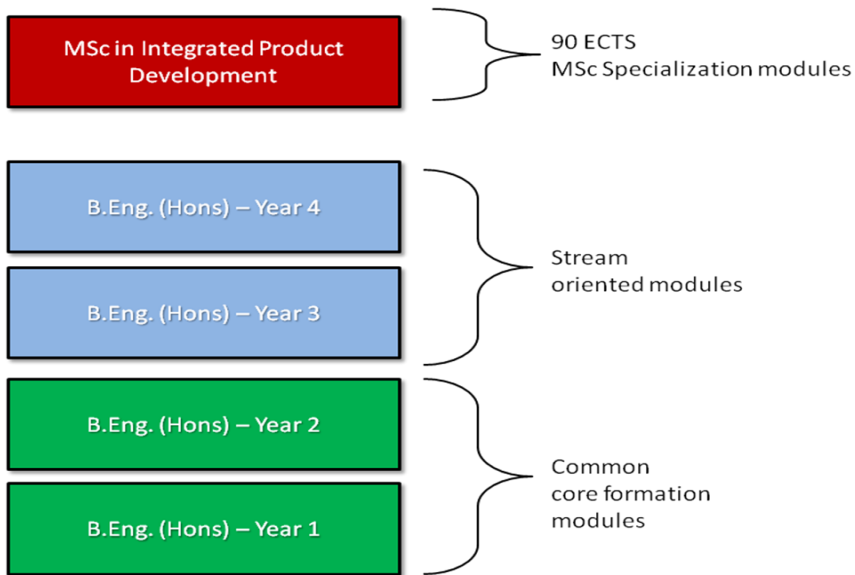 MSc in Integrated Product
Development
90 ECTS
MSc Specialization modules
B.Eng. (Hons) – Year 4
B.Eng. (Hons) – Year 3
Stream
oriented modules
B.Eng. (Hons) – Year 2
B.Eng. (Hons) – Year 1
Common
core formation
modules